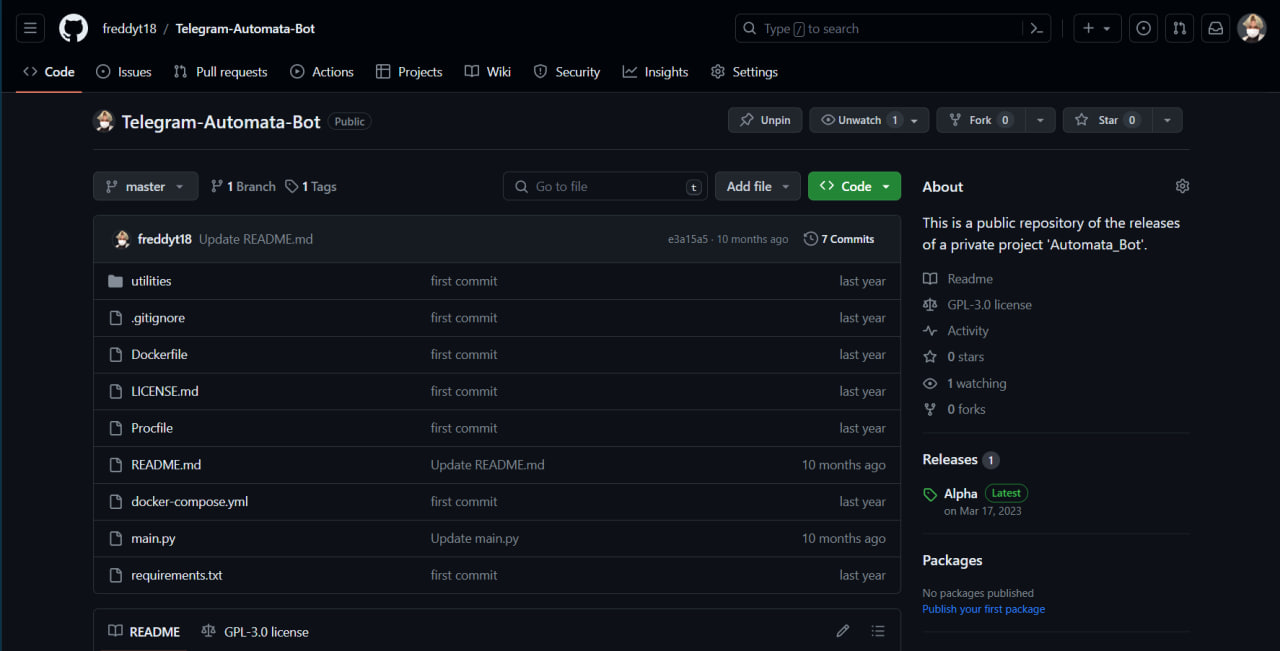 freddyt18 / Telegram-Automata-Bot
Type / to search
Code Issues Pull requests Actions Projects Wiki Security Insights Settings
Telegram-Automata-Bot Public
Unpin Unwatch 1 Fork 0 Star 0
master 1 Branch 1 Tags
Go to file t Add file Code
freddyt18 Update README.md e3a15a5 · 10 months ago 7 Commits
utilities first commit last year
.gitignore first commit last year
Dockerfile first commit last year
LICENSE.md first commit last year
Procfile first commit last year
README.md Update README.md 10 months ago
docker-compose.yml first commit last year
main.py Update main.py 10 months ago
requirements.txt first commit last year
README GPL-3.0 license
About
This is a public repository of the releases
of a private project 'Automata_Bot'.
Readme
GPL-3.0 license
Activity
0 stars
1 watching
0 forks
Releases 1
Alpha Latest
on Mar 17, 2023
Packages
No packages published
Publish your first package